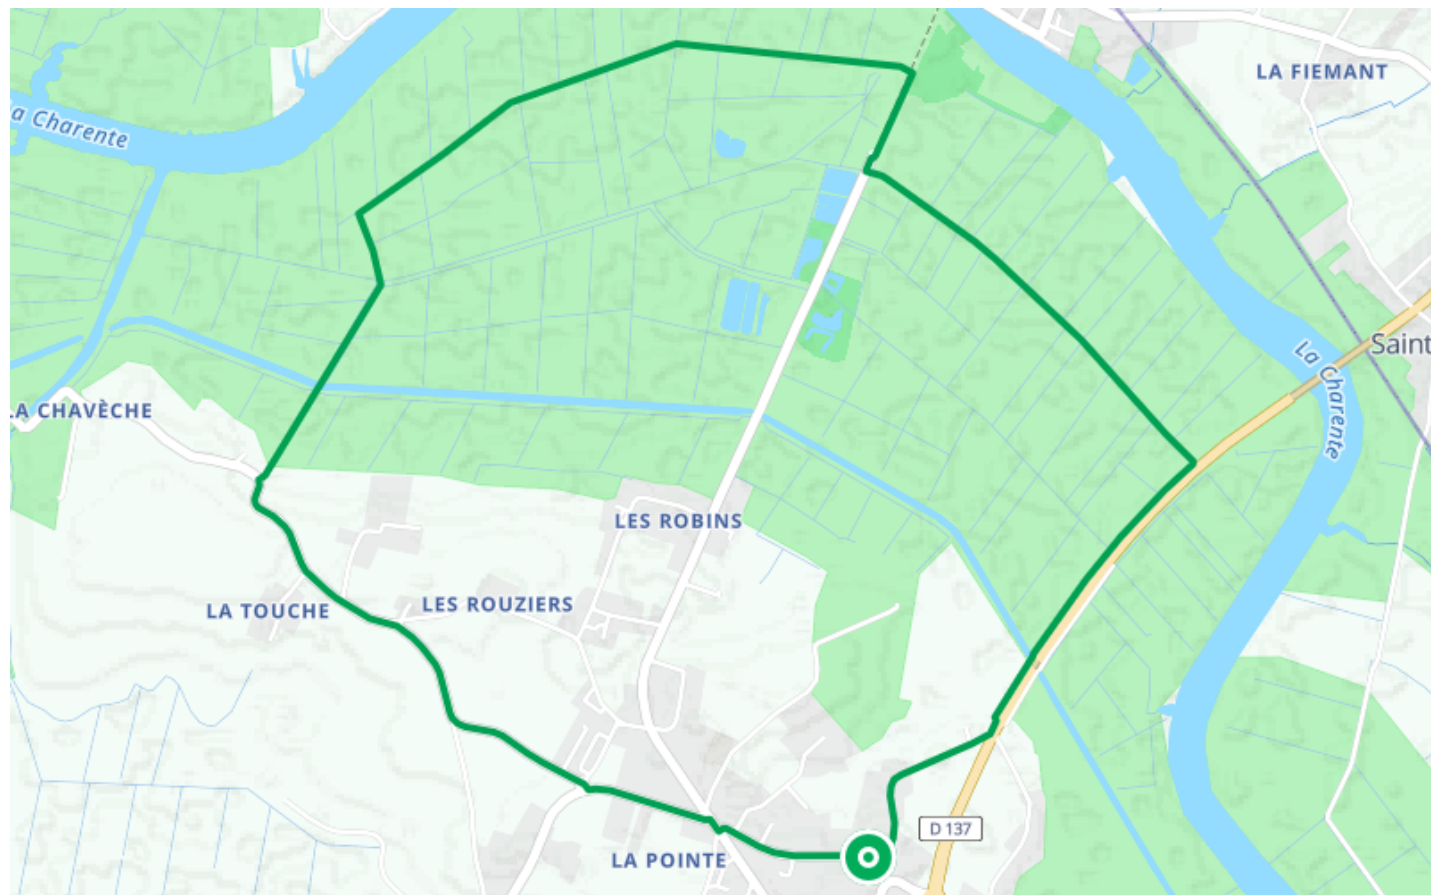 LA FIEMANT
a Charente
La Charente
Saint
LA CHAVÈCHE
LES ROBINS
LES ROUZIERS
LA TOUCHE
D 137
LA POINTE